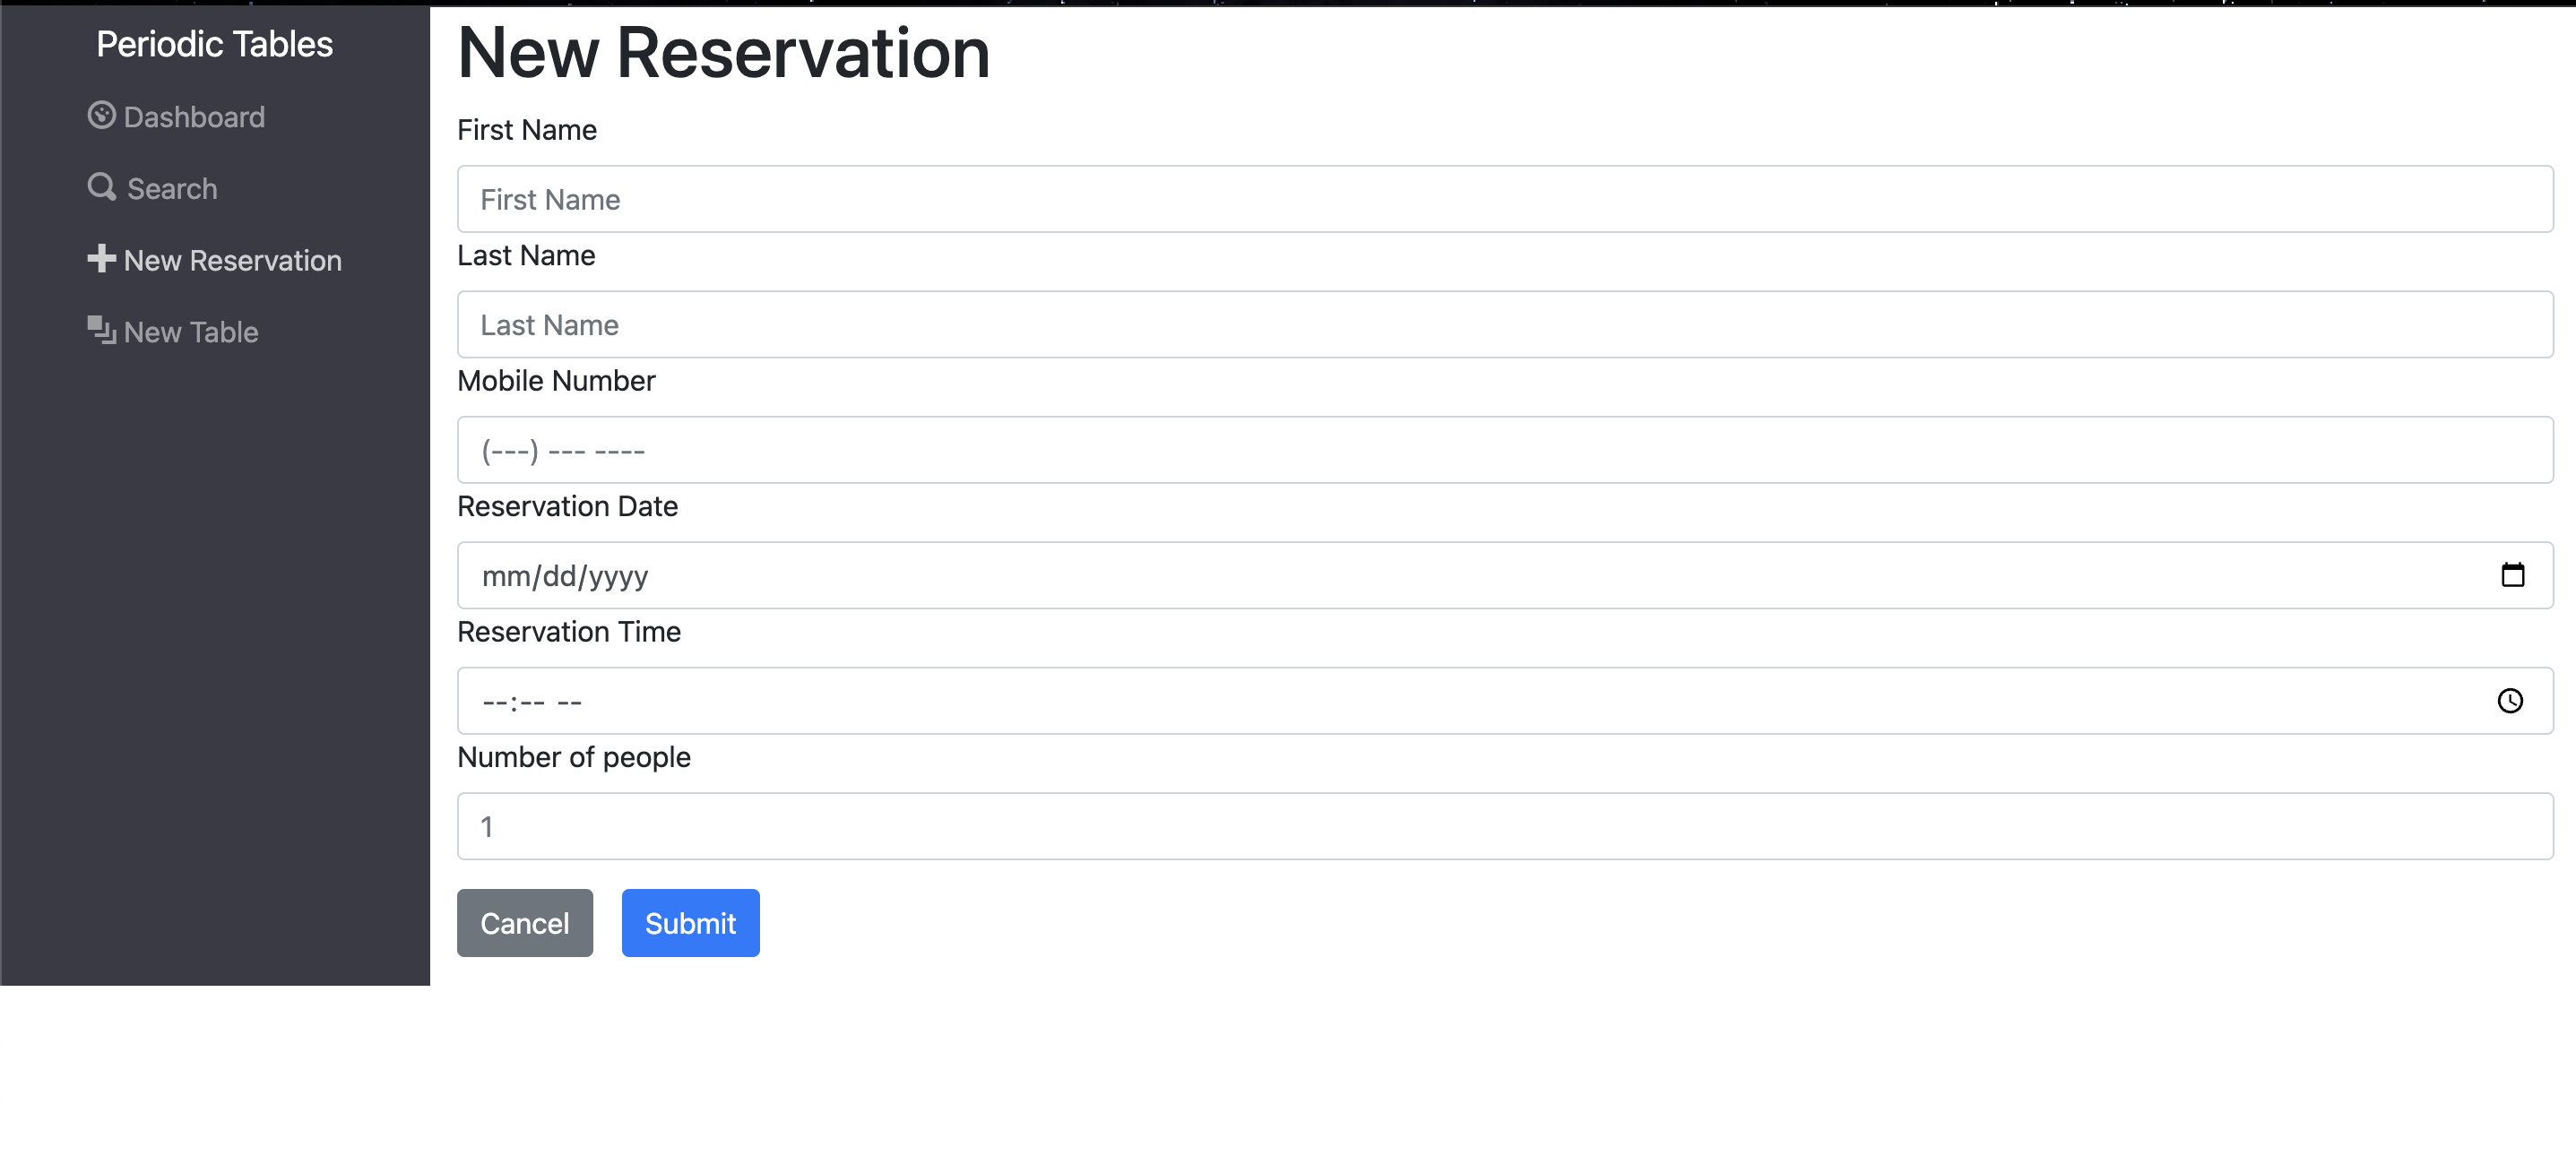 Periodic Tables
Dashboard
Search
New Reservation
New Table
New Reservation
First Name
First Name
Last Name
Last Name
Mobile Number
(---) --- ----
Reservation Date
mm/dd/yyyy
Reservation Time
--:-- --
Number of people
1
Cancel
Submit